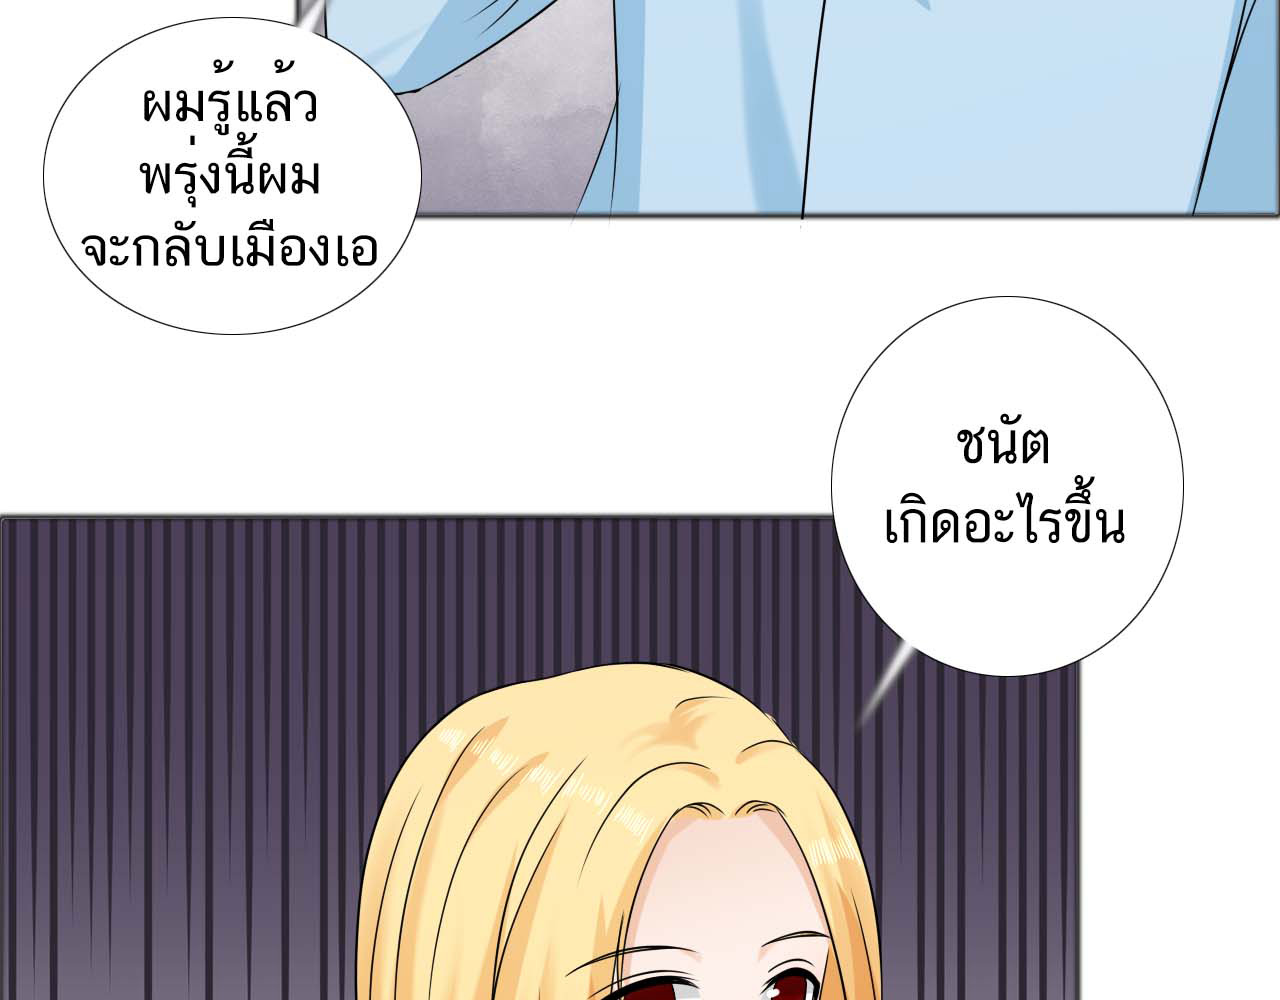 ผมรู้แล้ว
พรุ่งนี้ผม
จะกลับเมืองเอ
ชนัต
เกิดอะไรขึ้น